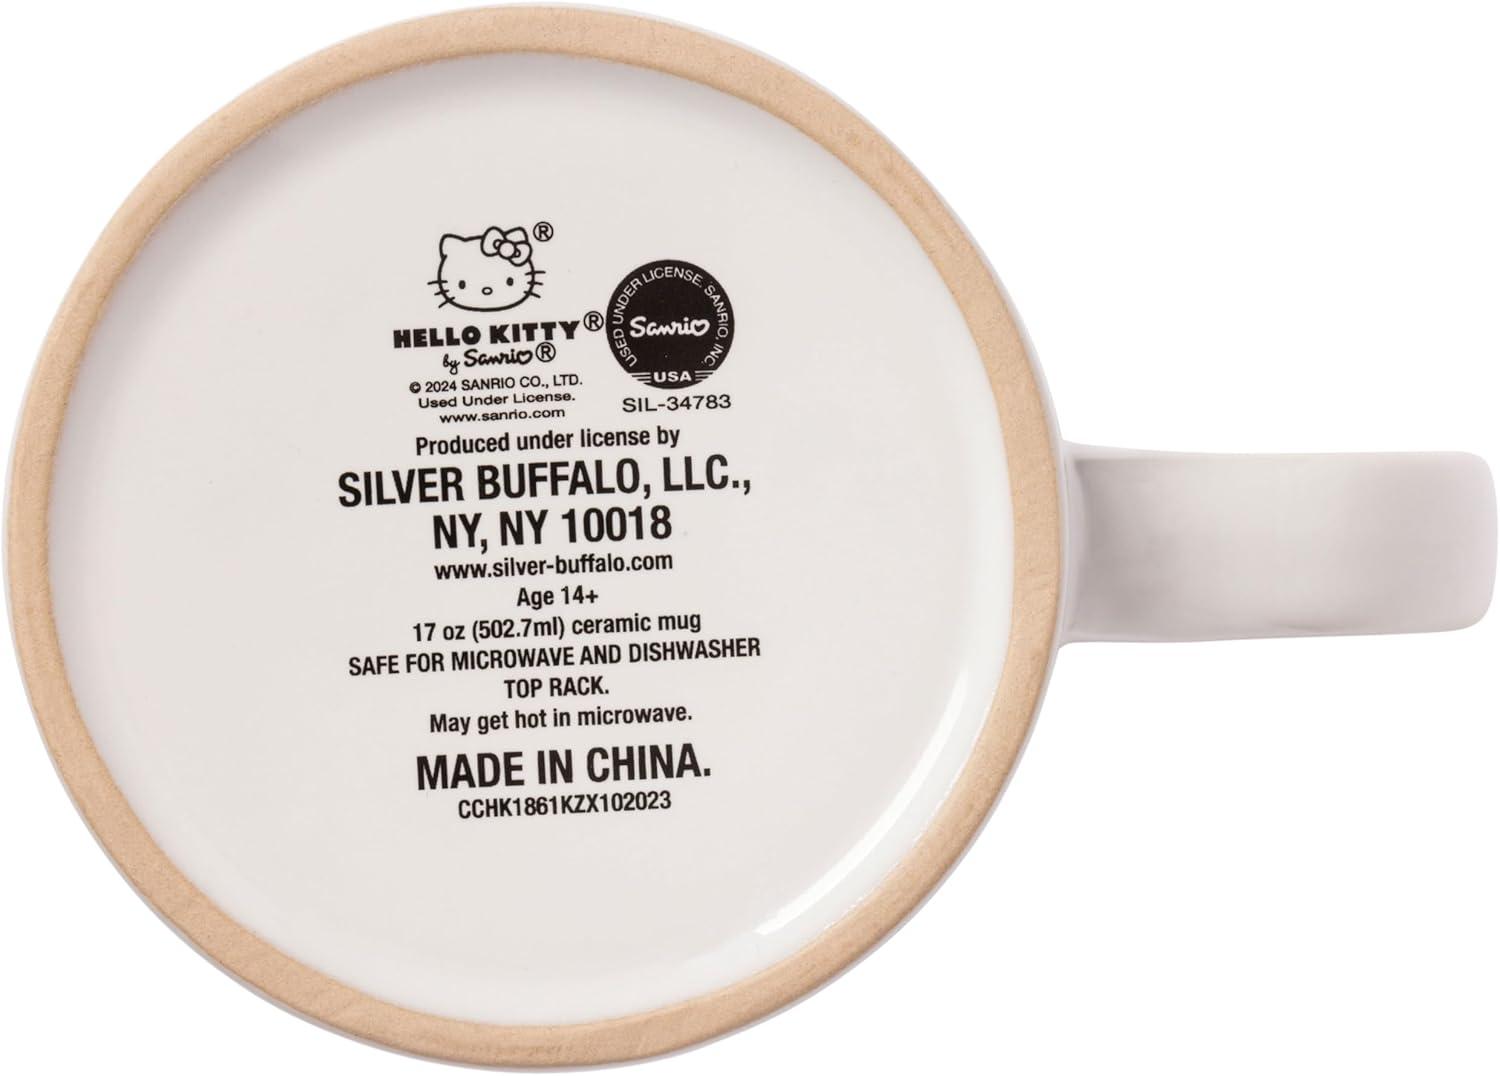 ®
HELLO KITTY®
by Sanrio®
© 2024 SANRIO CO., LTD.
Used Under License.
www.sanrio.com
USED UNDER LICENSE. SANRIO, INC.
Sanrio
USA
SIL-34783
Produced under license by
SILVER BUFFALO, LLC.,
NY, NY 10018
www.silver-buffalo.com
Age 14+
17 oz (502.7ml) ceramic mug
SAFE FOR MICROWAVE AND DISHWASHER
TOP RACK.
May get hot in microwave.
MADE IN CHINA.
CCHK1861KZX102023